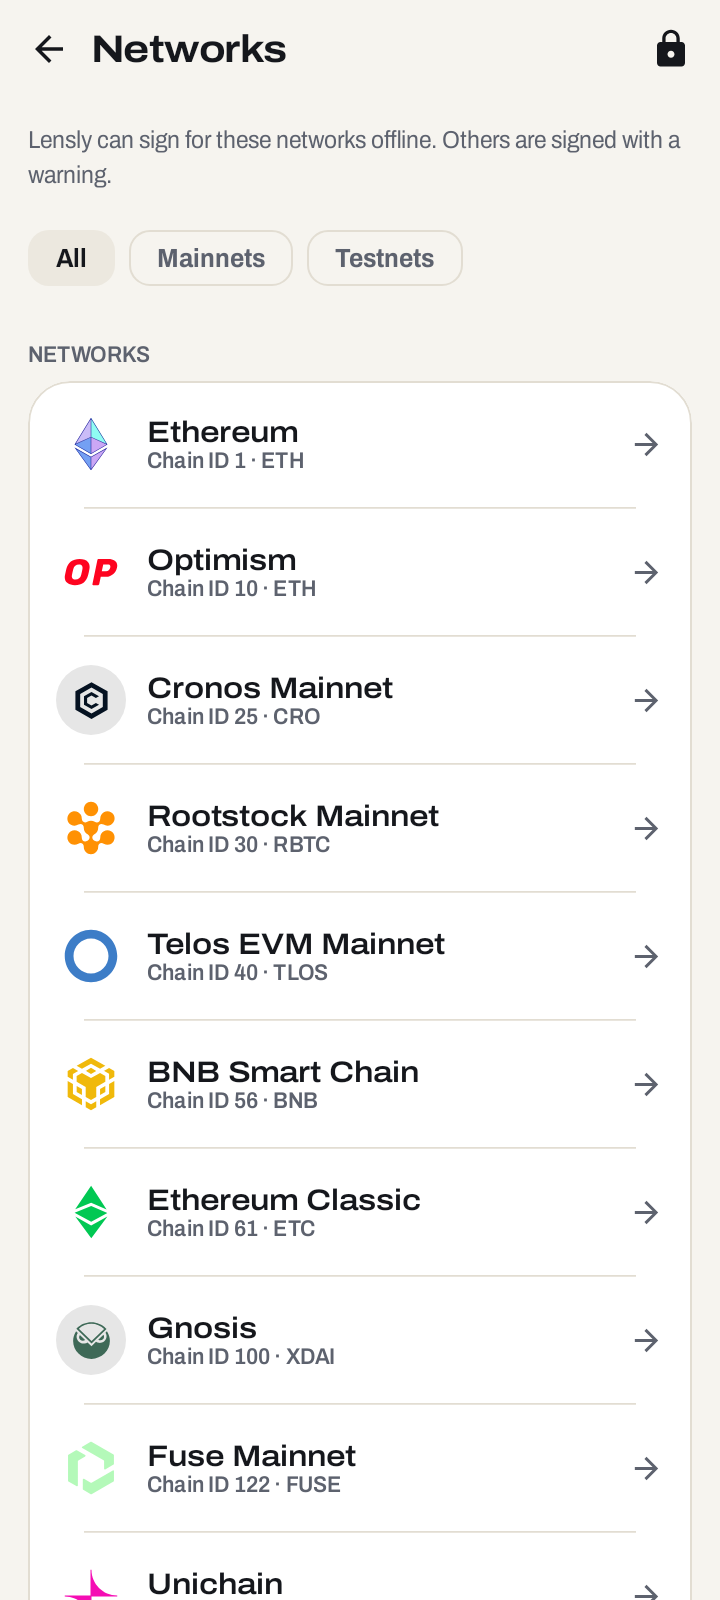 Networks
Lensly can sign for these networks offline. Others are signed with a
warning.
All
Mainnets
Testnets
NETWORKS
Ethereum
Chain ID 1 · ETH
OP
Optimism
Chain ID 10 · ETH
Cronos Mainnet
Chain ID 25 · CRO
Rootstock Mainnet
Chain ID 30 · RBTC
Telos EVM Mainnet
Chain ID 40 · TLOS
BNB Smart Chain
Chain ID 56 · BNB
Ethereum Classic
Chain ID 61 · ETC
Gnosis
Chain ID 100 · XDAI
Fuse Mainnet
Chain ID 122 · FUSE
Unichain